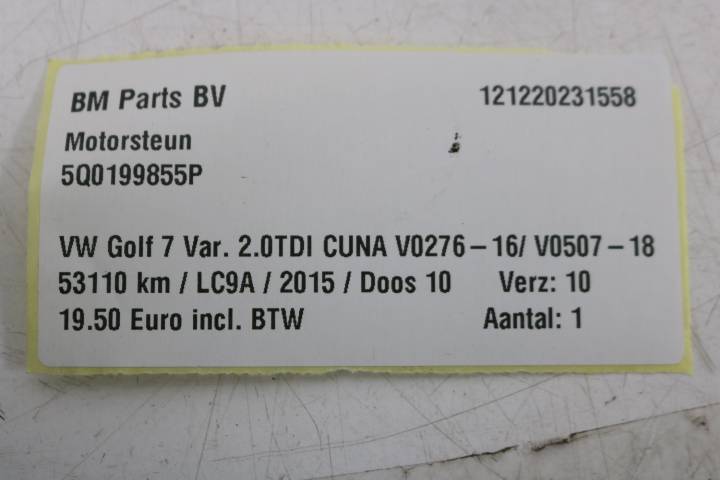 BM Parts BV 121220231558
Motorsteun
5Q0199855P
VW Golf 7 Var. 2.0TDI CUNA V0276-16/ V0507-18
53110 km / LC9A / 2015 / Doos 10 Verz: 10
19.50 Euro incl. BTW Aantal: 1